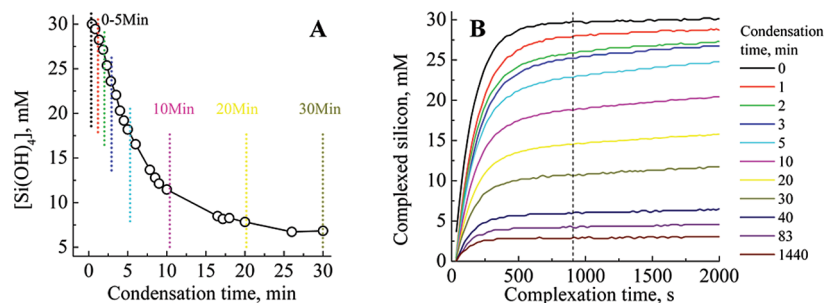 A
0-5Min
10Min
20Min
30Min
[Si(OH)4], mM
30
25
20
15
10
5
0 5 10 15 20 25 30
Condensation time, min
B
Complexed silicon, mM
30
25
20
15
10
5
0
0 500 1000 1500 2000
Complexation time, s
Condensation
time, min
0
1
2
3
5
10
20
30
40
83
1440